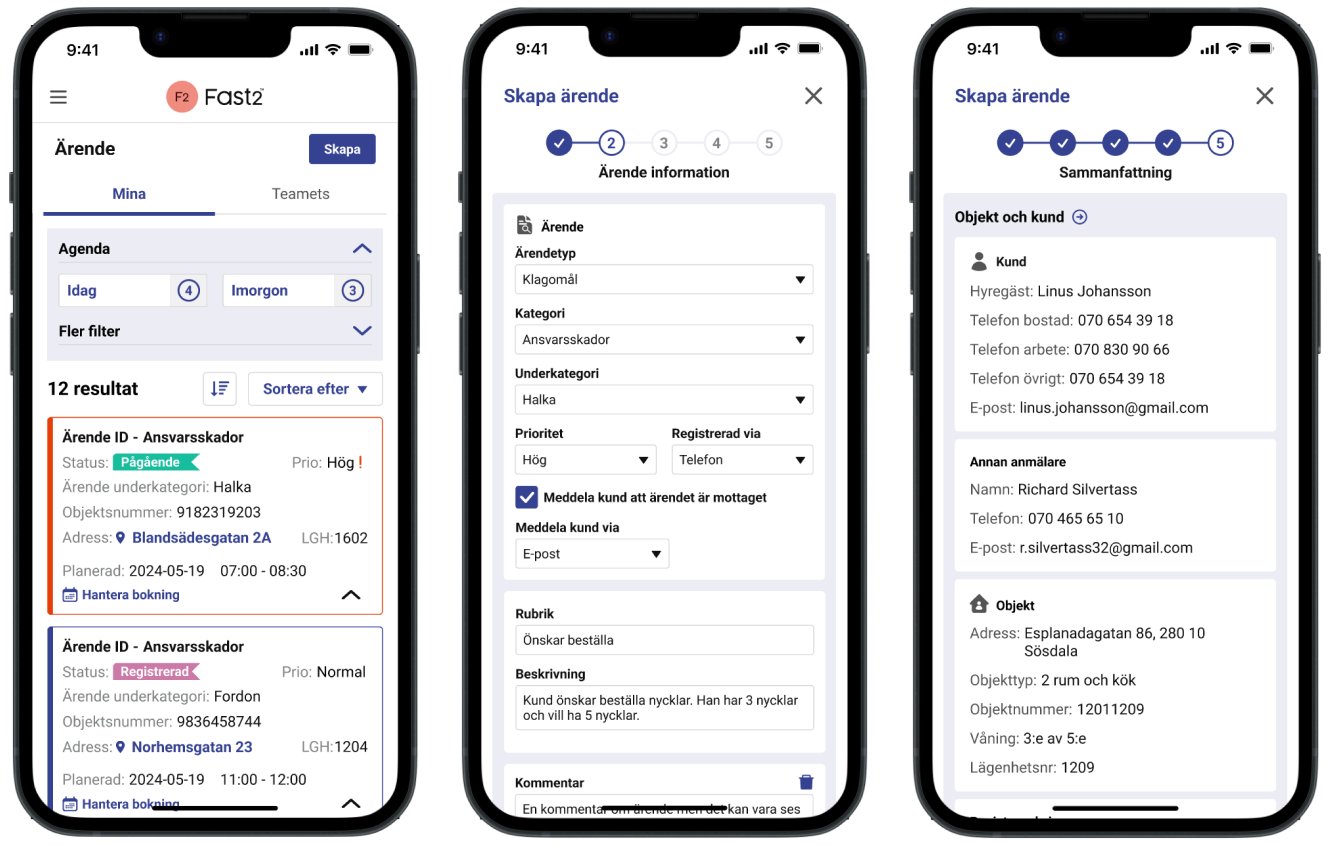 9:41
F2 Fast2
Ärende
Skapa
Mina
Teamets
Agenda
Idag 4
Imorgon 3
Fler filter
12 resultat
Sortera efter
Ärende ID - Ansvarsskador
Status: Pågående
Prio: Hög !
Ärende underkategori: Halka
Objektsnummer: 9182319203
Adress: Blandsädesgatan 2A
LGH:1602
Planerad: 2024-05-19 07:00 - 08:30
Hantera bokning
Ärende ID - Ansvarsskador
Status: Registrerad
Prio: Normal
Ärende underkategori: Fordon
Objektsnummer: 9836458744
Adress: Norhemsgatan 23
LGH:1204
Planerad: 2024-05-19 11:00 - 12:00
Hantera bokning
9:41
Skapa ärende
2 3 4 5
Ärende information
Ärende
Ärendetyp
Klagomål
Kategori
Ansvarsskador
Underkategori
Halka
Prioritet
Registrerad via
Hög
Telefon
Meddela kund att ärendet är mottaget
Meddela kund via
E-post
Rubrik
Önskar beställa
Beskrivning
Kund önskar beställa nycklar. Han har 3 nycklar
och vill ha 5 nycklar.
Kommentar
En kommentar om ärende men det kan vara ses
9:41
Skapa ärende
5
Sammanfattning
Objekt och kund
Kund
Hyregäst: Linus Johansson
Telefon bostad: 070 654 39 18
Telefon arbete: 070 830 90 66
Telefon övrigt: 070 654 39 18
E-post: linus.johansson@gmail.com
Annan anmälare
Namn: Richard Silvertass
Telefon: 070 465 65 10
E-post: r.silvertass32@gmail.com
Objekt
Adress: Esplanadagatan 86, 280 10
Sösdala
Objekttyp: 2 rum och kök
Objektnummer: 12011209
Våning: 3:e av 5:e
Lägenhetsnr: 1209